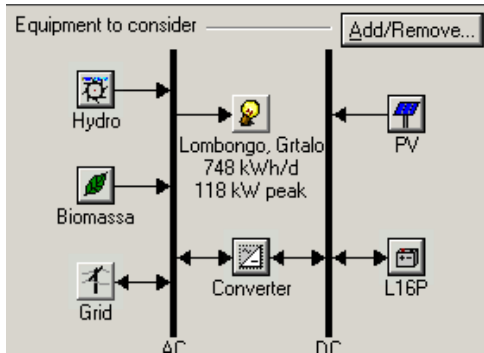 Equipment to consider
Add/Remove...
Hydro
Lombongo, Grtalo
748 kWh/d
118 kW peak
PV
Biomassa
Grid
Converter
L16P
AC
DC